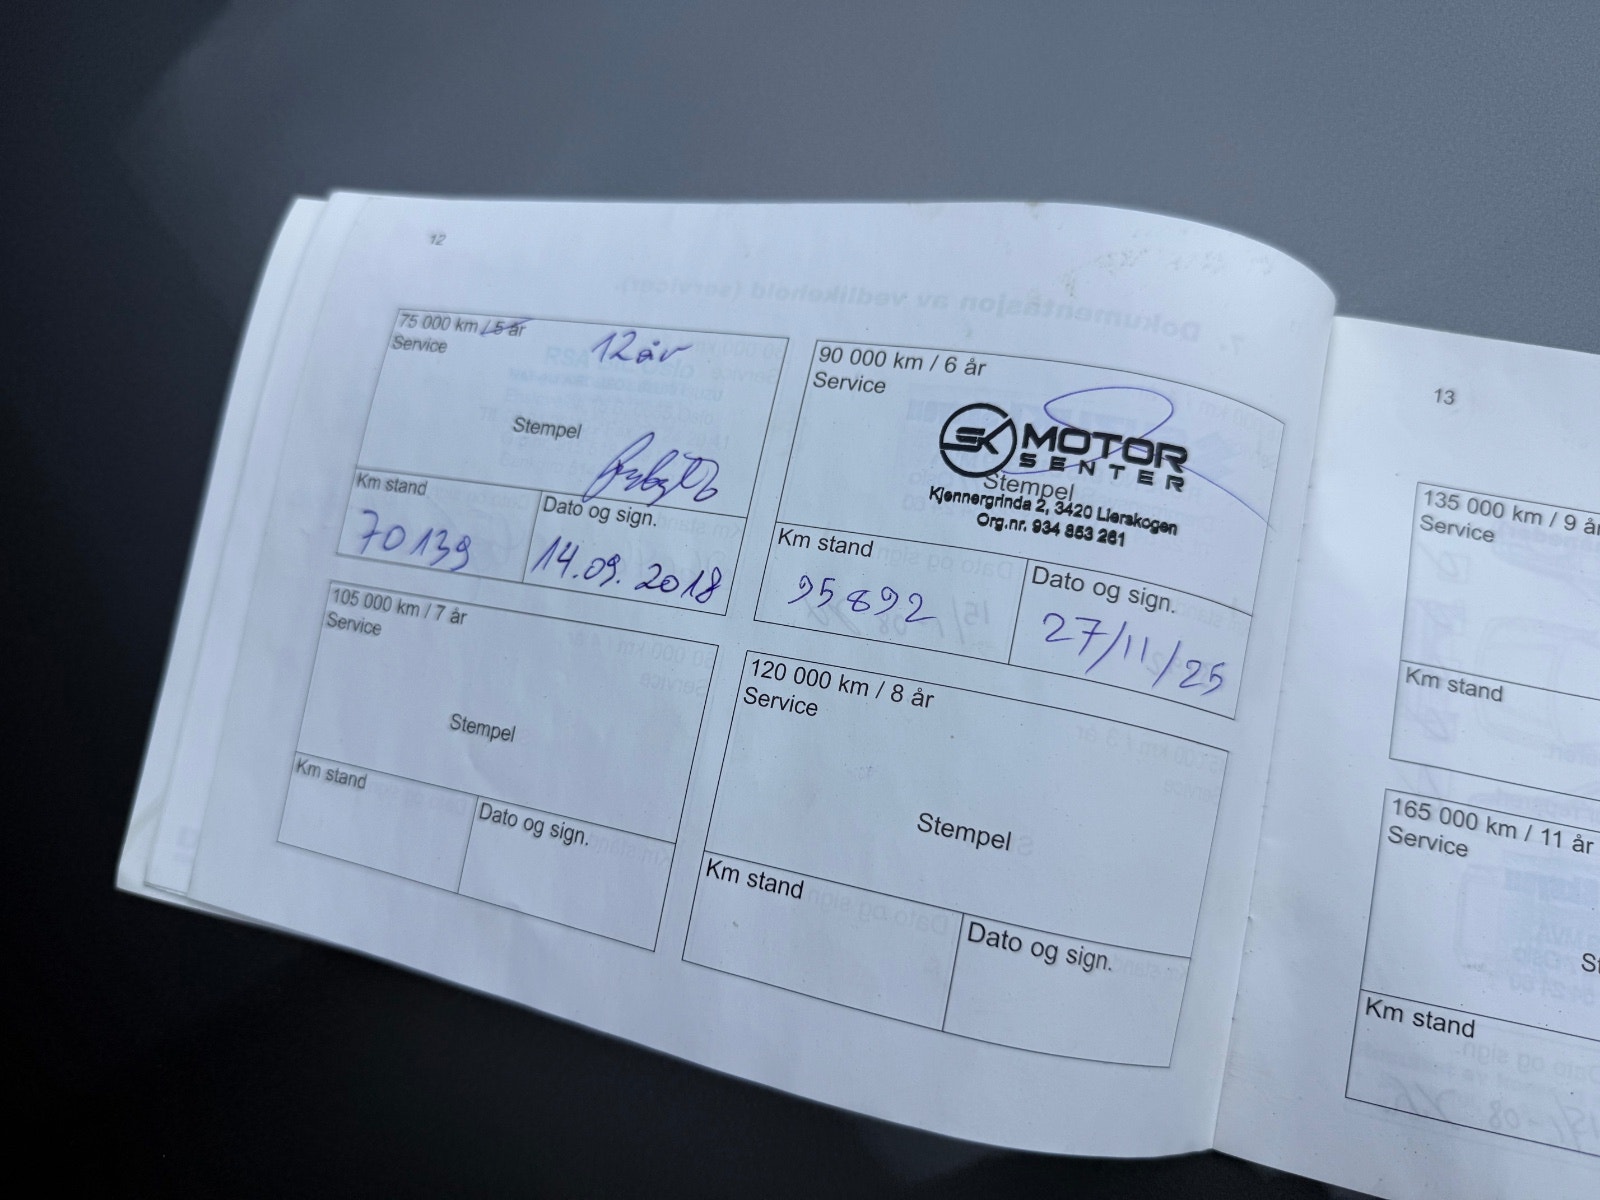 12
75 000 km / 5 år
12 år
Service
Stempel
Km stand
70139
Dato og sign.
14.09.2018
90 000 km / 6 år
Service
SK MOTOR
SENTER
Stempel
Kjennergrinda 2, 3420 Lierskogen
Org.nr. 934 853 261
Km stand
95892
Dato og sign.
27/11/25
105 000 km / 7 år
Service
Stempel
Km stand
Dato og sign.
120 000 km / 8 år
Service
Stempel
Km stand
Dato og sign.
13
135 000 km / 9 år
Service
Km stand
165 000 km / 11 år
Service
St
Km stand